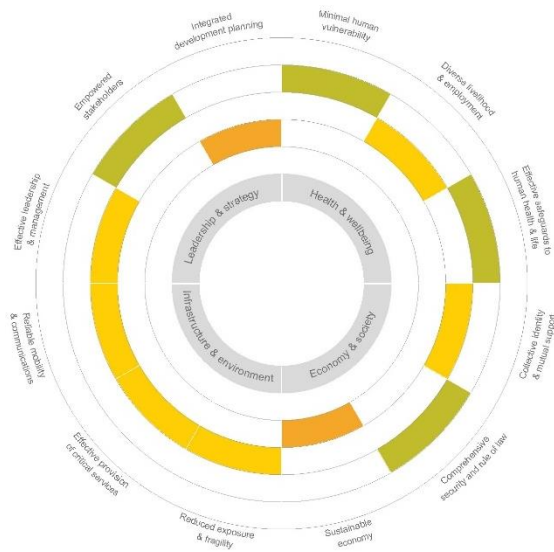 Minimal human
vulnerability
Diverse livelihood
& employment
Effective safeguards to
human health & life
Collective identity
& mutual support
Comprehensive
security and rule of law
Sustainable
economy
Reduced exposure
& fragility
Effective provision
of critical services
Reliable mobility
& communications
Effective leadership
& management
Empowered
stakeholders
Integrated
development planning
Health & wellbeing
Economy & society
Infrastructure & environment
Leadership & strategy